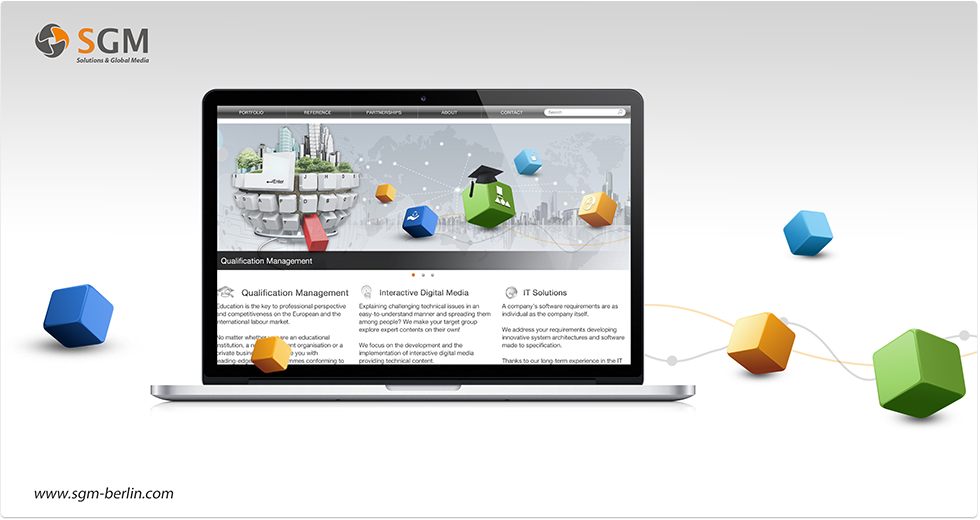 SGM
Solutions & Global Media
PORTFOLIO REFERENCE PARTNERSHIPS ABOUT CONTACT Search
Enter
Qualification Management
Qualification Management
Education is the key to professional perspective
and competitiveness on the European and the
international labour market.
No matter whether you are an educational
institution, a ment organisation or a
private busin e you with
leading-edge mmes conforming to
Interactive Digital Media
Explaining challenging technical issues in an
easy-to-understand manner and spreading them
among people? We make your target group
explore expert contents on their own!
We focus on the development and the
implementation of interactive digital media
providing technical content.
IT Solutions
A company's software requirements are as
individual as the company itself.
We address your requirements developing
innovative system architectures and software
made to specification.
Thanks to our long-term experience in the IT
www.sgm-berlin.com